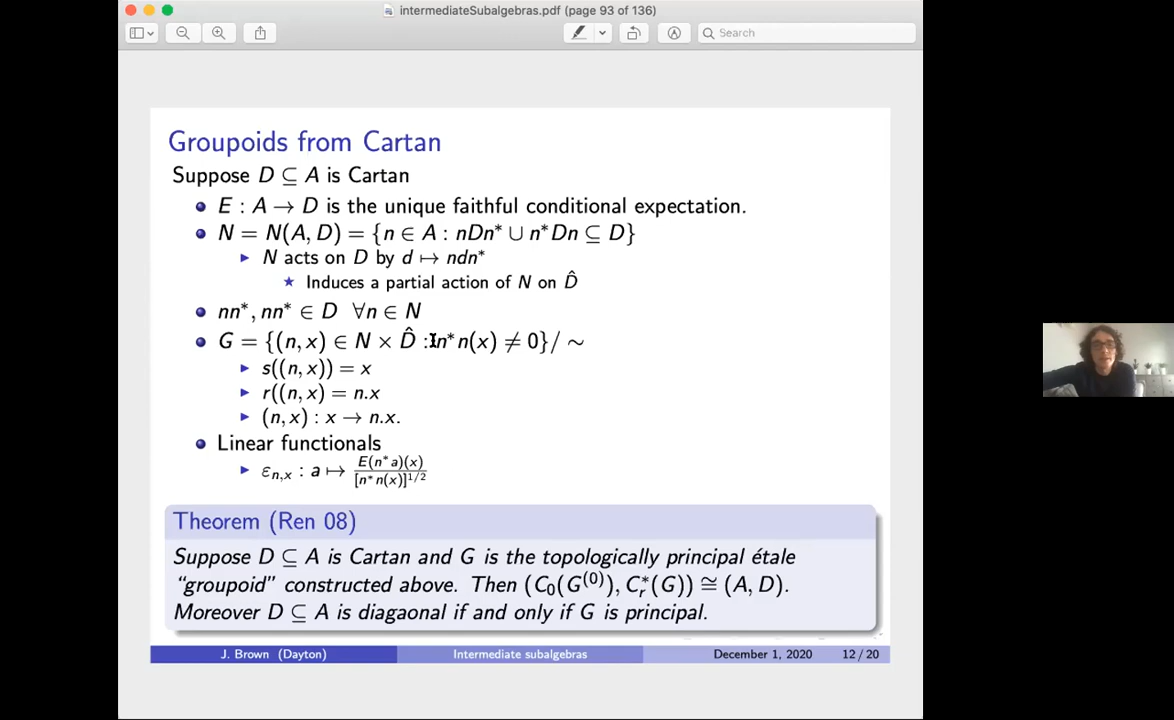 intermediateSubalgebras.pdf (page 93 of 136)
Search
Groupoids from Cartan
Suppose D ⊆ A is Cartan
• E : A → D is the unique faithful conditional expectation.
• N = N(A, D) = {n ∈ A : nDn* ∪ n*Dn ⊆ D}
▶ N acts on D by d ↦ ndn*
★ Induces a partial action of N on D̂
• nn*, nn* ∈ D ∀n ∈ N
• G = {(n, x) ∈ N × D̂ : n*n(x) ≠ 0}/ ∼
▶ s((n, x)) = x
▶ r((n, x) = n.x
▶ (n, x) : x → n.x.
• Linear functionals
▶ ε_{n,x} : a ↦ E(n*a)(x) / [n*n(x)]^{1/2}
Theorem (Ren 08)
Suppose D ⊆ A is Cartan and G is the topologically principal étale
“groupoid” constructed above. Then (C₀(G⁽⁰⁾), C*ᵣ(G)) ≅ (A, D).
Moreover D ⊆ A is diagaonal if and only if G is principal.
J. Brown (Dayton) Intermediate subalgebras December 1, 2020 12 / 20